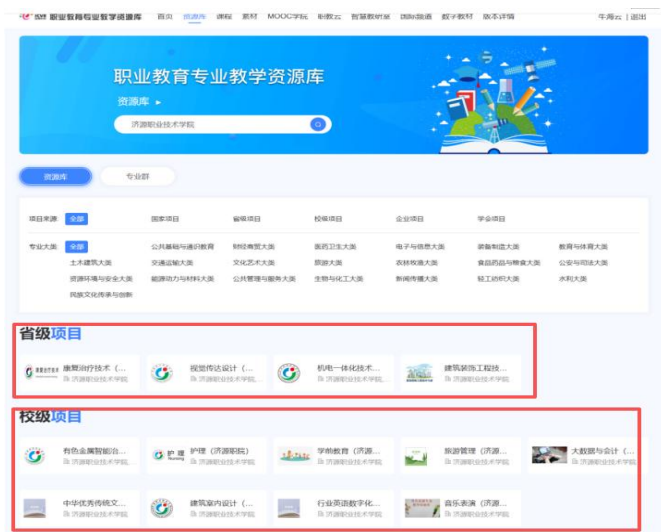 职业教育专业教学资源库 首页 资源库 课程 素材 MOOC学院 职教云 智慧教研室 国际频道 数字教材 版本详情 牛海云 | 退出
职业教育专业教学资源库
资源库
济源职业技术学院
资源库 专业群
项目来源 全部 国家项目 省级项目 校级项目 企业项目 学会项目
专业大类 全部 公共基础与通识教育 财经商贸大类 医药卫生大类 电子与信息大类 装备制造大类 教育与体育大类
土木建筑大类 交通运输大类 文化艺术大类 旅游大类 农林牧渔大类 食品药品与粮食大类 公安与司法大类
资源环境与安全大类 能源动力与材料大类 公共管理与服务大类 生物与化工大类 新闻传播大类 轻工纺织大类 水利大类
民族文化传承与创新
省级项目
康复治疗技术 (... 视觉传达设计 (... 机电一体化技术... 建筑装饰工程技...
济源职业技术学院 济源职业技术学院... 济源职业技术学院... 济源职业技术学院
校级项目
有色金属智能冶... 护理 Nursing 护理 (济源职院) 学前教育 (济源... 旅游管理 (济源... 大数据与会计 (...
济源职业技术学院... 济源职业技术学院 济源职业技术学院 济源职业技术学院 济源职业技术学院
中华优秀传统文... 建筑室内设计 (... 行业英语数字化... 音乐表演 (济源...
济源职业技术学院 济源职业技术学院 济源职业技术学院 济源职业技术学院